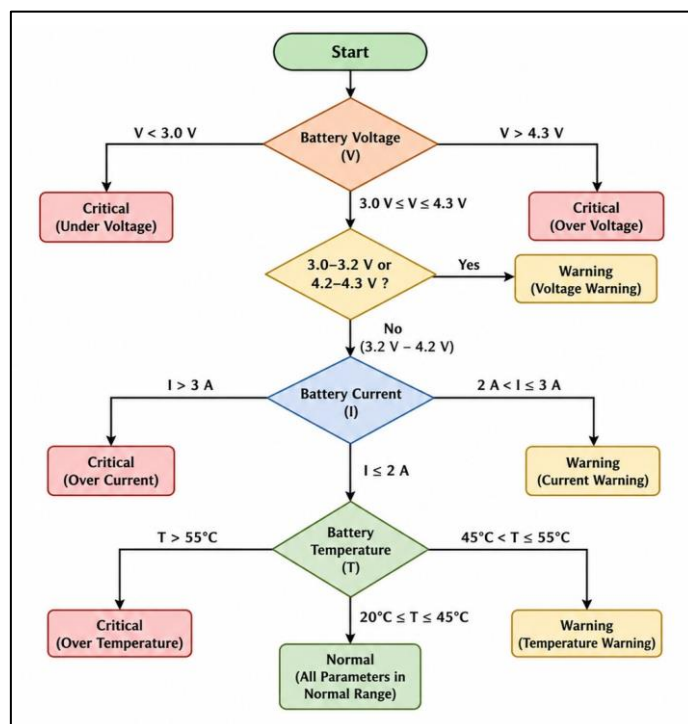 Start
Battery Voltage
(V)
V < 3.0 V
V > 4.3 V
3.0 V ≤ V ≤ 4.3 V
Critical
(Under Voltage)
Critical
(Over Voltage)
3.0–3.2 V or
4.2–4.3 V ?
Yes
Warning
(Voltage Warning)
No
(3.2 V – 4.2 V)
Battery Current
(I)
I > 3 A
2 A < I ≤ 3 A
I ≤ 2 A
Critical
(Over Current)
Warning
(Current Warning)
Battery
Temperature
(T)
T > 55°C
45°C < T ≤ 55°C
20°C ≤ T ≤ 45°C
Critical
(Over Temperature)
Normal
(All Parameters in
Normal Range)
Warning
(Temperature Warning)